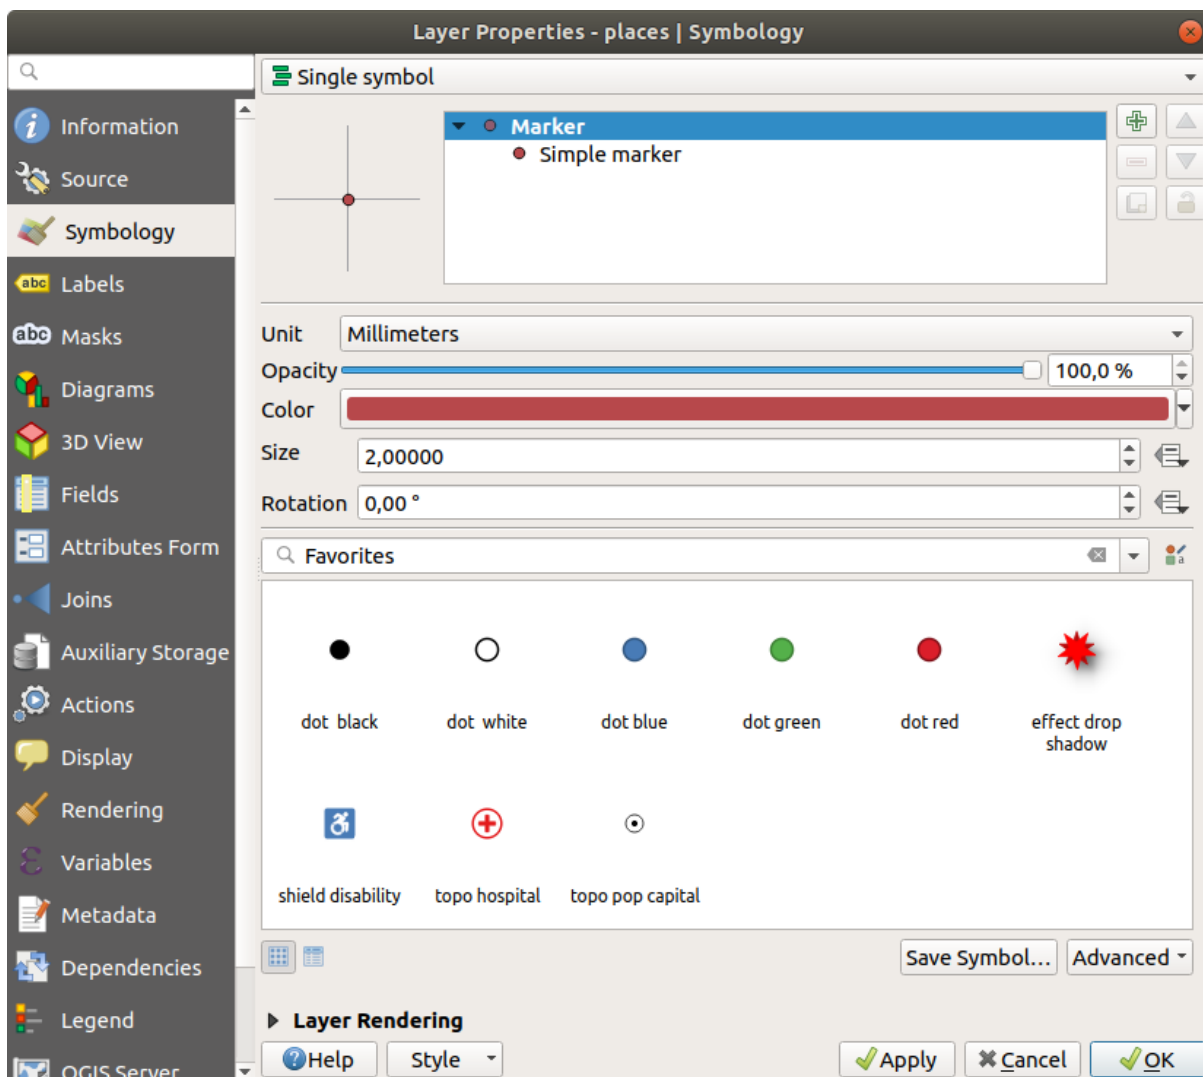 Layer Properties - places | Symbology
Single symbol
Information
Source
Symbology
abc Labels
abc Masks
Diagrams
3D View
Fields
Attributes Form
Joins
Auxiliary Storage
Actions
Display
Rendering
Variables
Metadata
Dependencies
Legend
QGIS Server
Marker
Simple marker
Unit Millimeters
Opacity 100,0 %
Color
Size 2,00000
Rotation 0,00 °
Favorites
dot black
dot white
dot blue
dot green
dot red
effect drop
shadow
shield disability
topo hospital
topo pop capital
Save Symbol...
Advanced
Layer Rendering
Help
Style
Apply
Cancel
OK